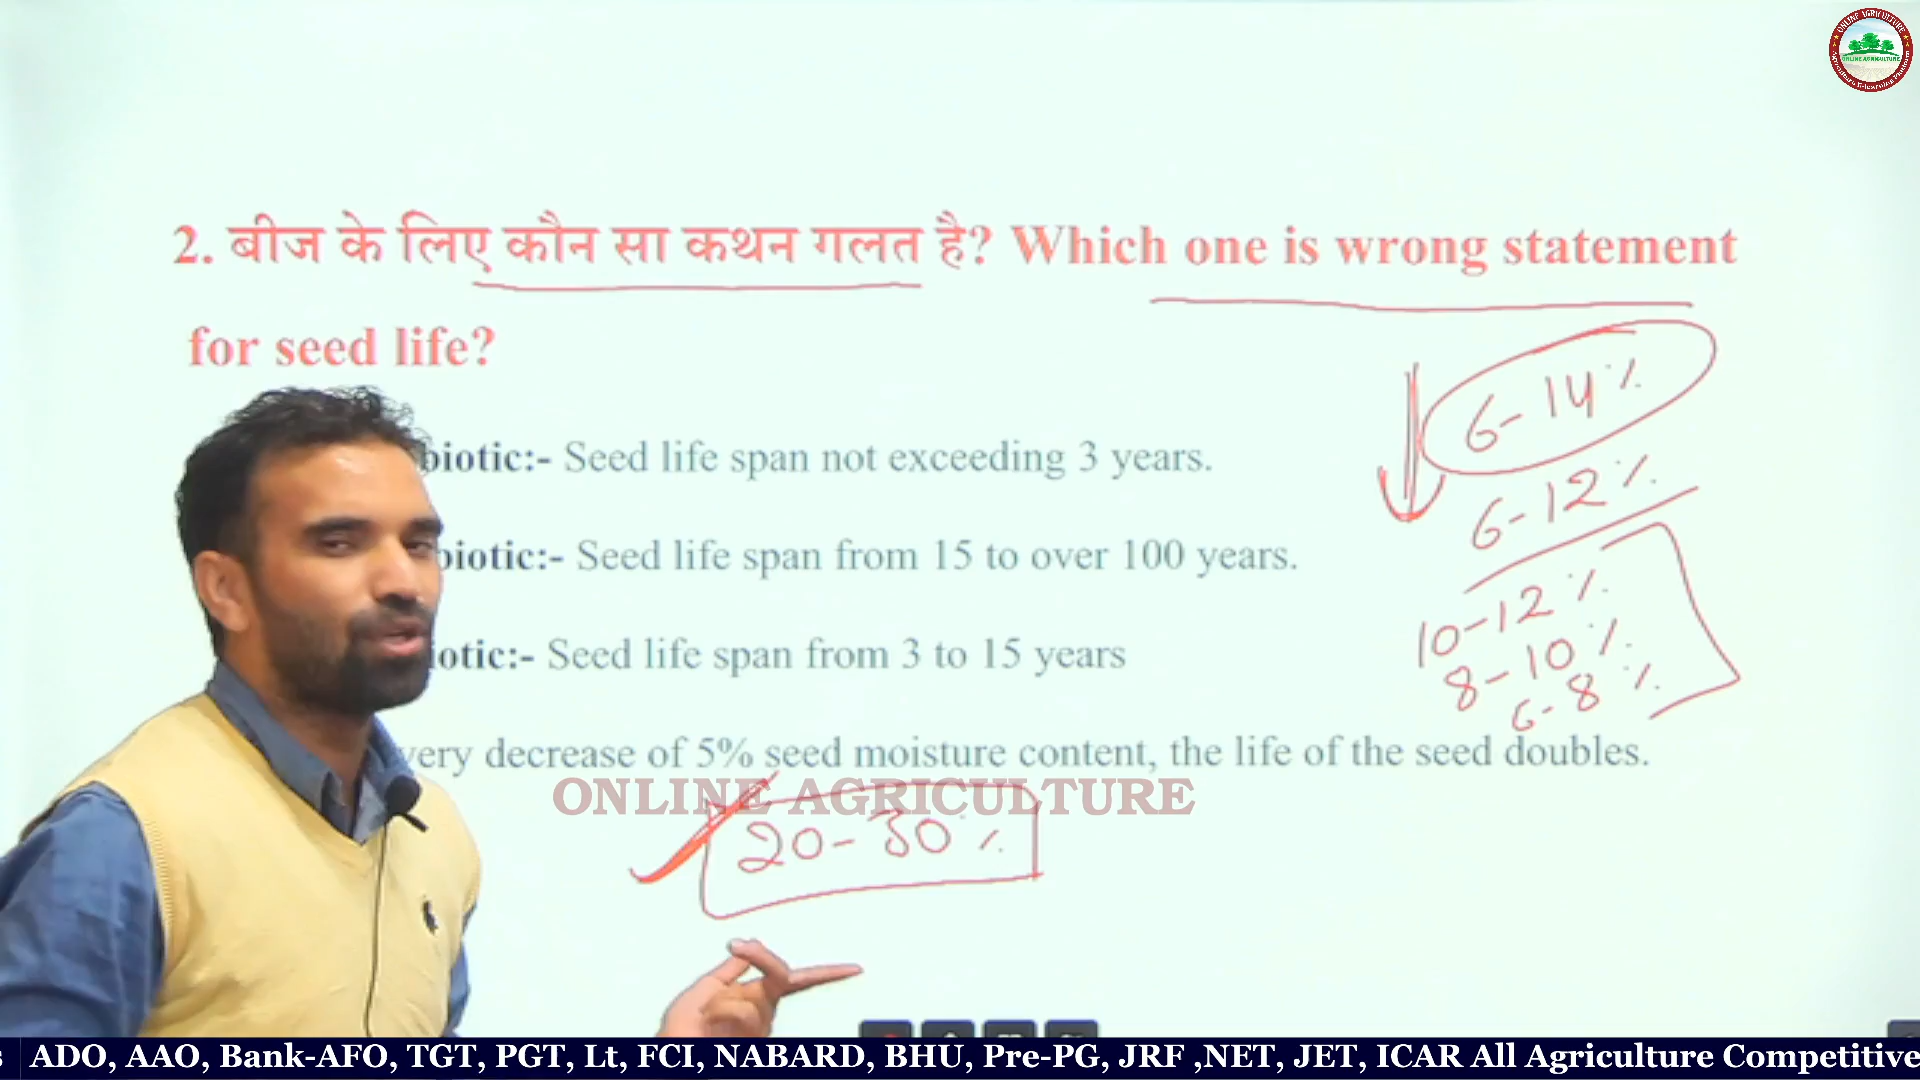 2. बीज के लिए कौन सा कथन गलत है? Which one is wrong statement
for seed life?
biotic:- Seed life span not exceeding 3 years.
biotic:- Seed life span from 15 to over 100 years.
iotic:- Seed life span from 3 to 15 years
very decrease of 5% seed moisture content, the life of the seed doubles.
6-14%
6-12%
10-12%
8-10%
6-8%
20-30%
ONLINE AGRICULTURE
ONLINE AGRICULTURE
ADO, AAO, Bank-AFO, TGT, PGT, Lt, FCI, NABARD, BHU, Pre-PG, JRF ,NET, JET, ICAR All Agriculture Competitive